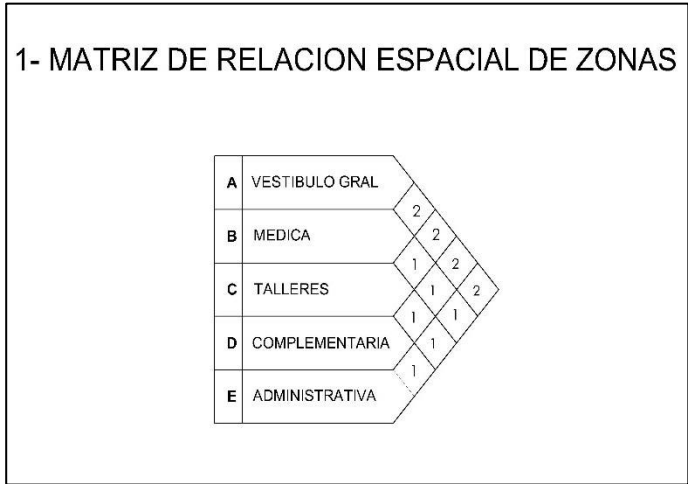 1- MATRIZ DE RELACION ESPACIAL DE ZONAS
A VESTIBULO GRAL
2
2
B MEDICA
1 2
C TALLERES
1 2
1 1
D COMPLEMENTARIA
1
1
E ADMINISTRATIVA